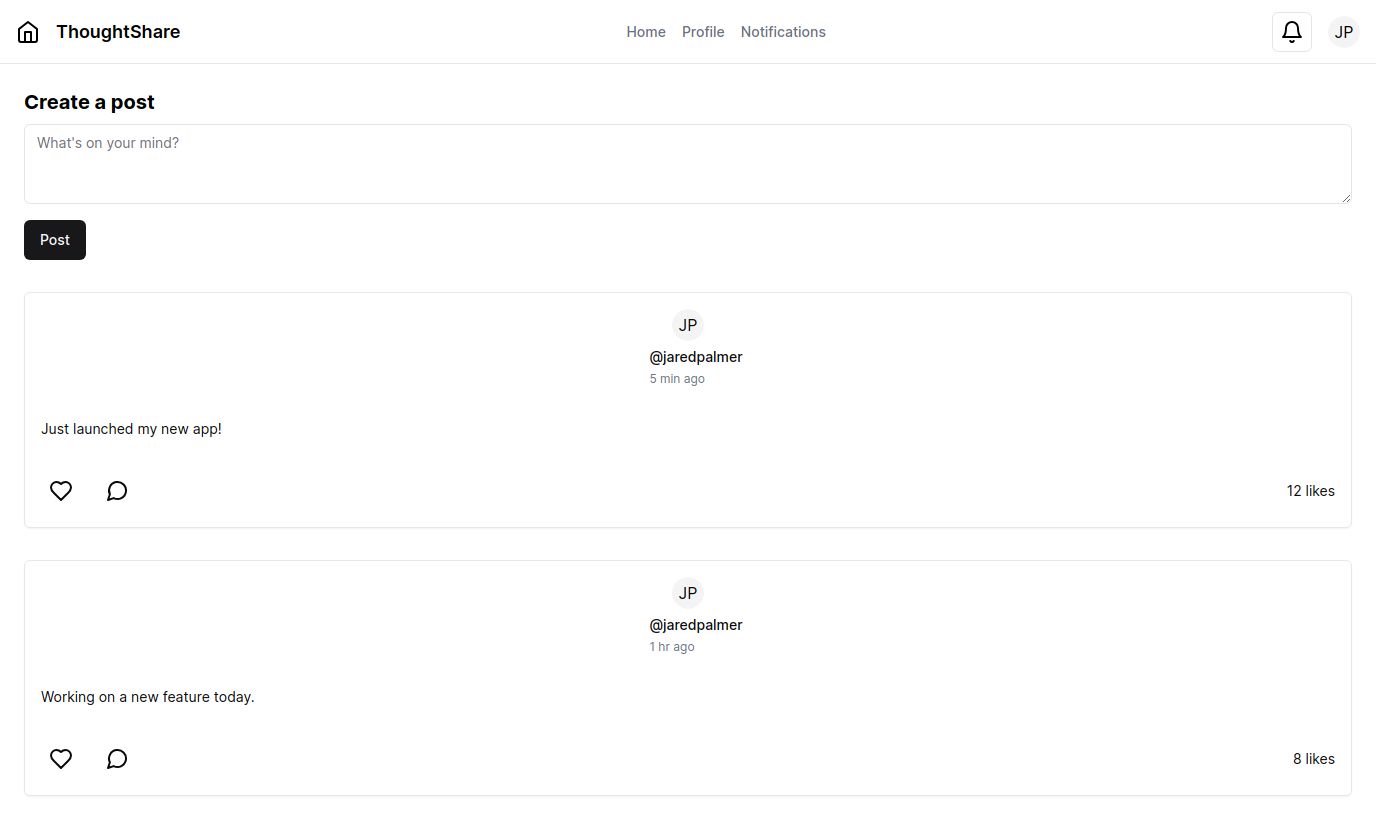 ThoughtShare
Home Profile Notifications
JP
Create a post
What's on your mind?
Post
JP
@jaredpalmer
5 min ago
Just launched my new app!
12 likes
JP
@jaredpalmer
1 hr ago
Working on a new feature today.
8 likes